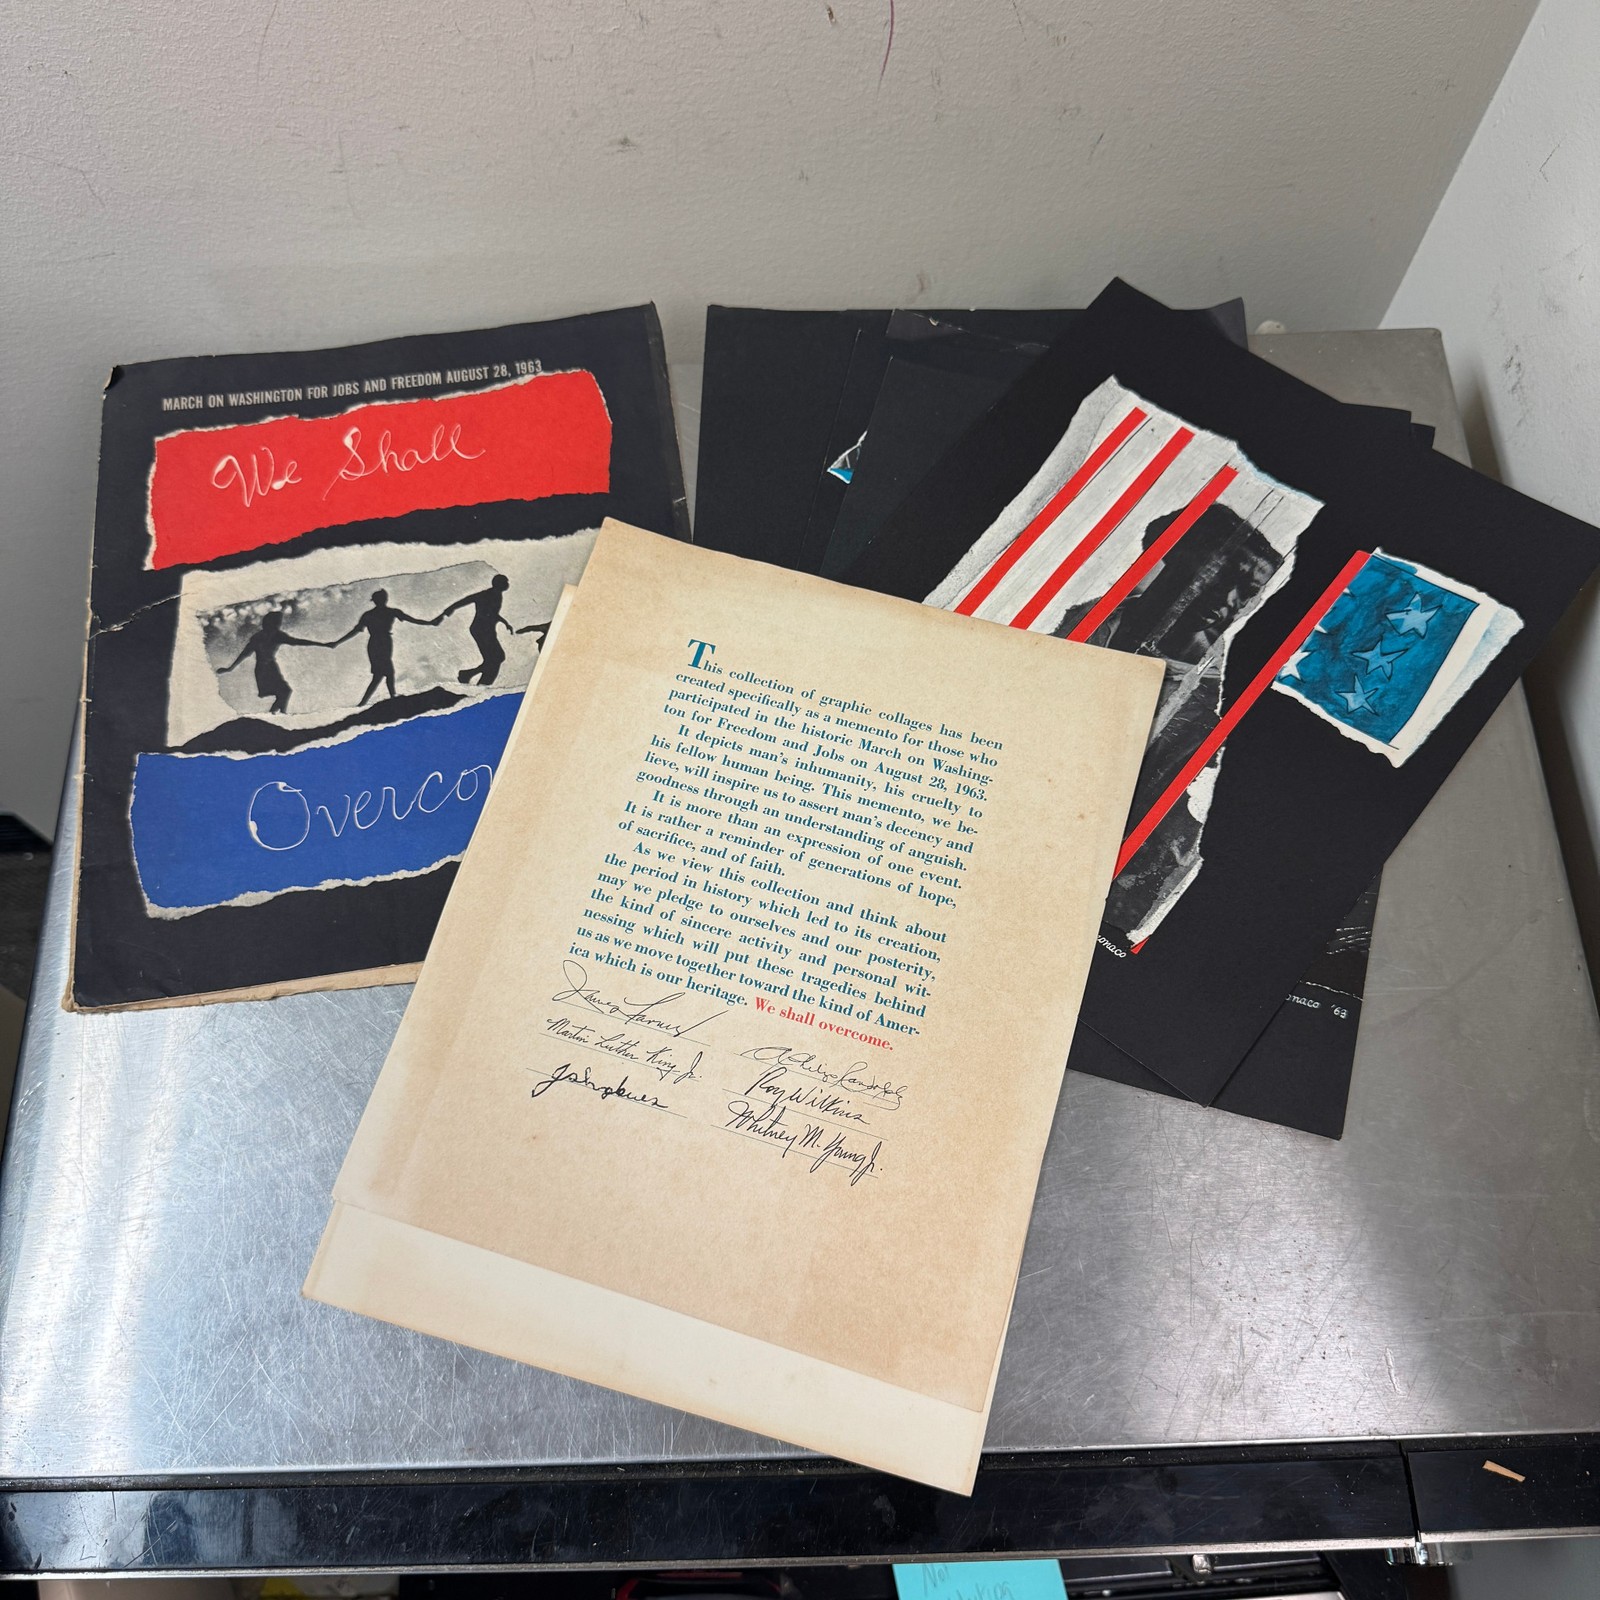 MARCH ON WASHINGTON FOR JOBS AND FREEDOM AUGUST 28, 1963
We Shall
Overco
This collection of graphic collages has been
created specifically as a memento for those who
participated in the historic March on Washing-
ton for Freedom and Jobs on August 28, 1963.
It depicts man's inhumanity, his cruelty to
his fellow human being. This memento, we be-
lieve, will inspire us to assert man's decency and
goodness through an understanding of anguish.
It is more than an expression of one event.
It is rather a reminder of generations of hope,
of sacrifice, and of faith.
As we view this collection and think about
the period in history which led to its creation,
may we pledge to ourselves and our posterity,
the kind of sincere activity and personal wit-
nessing which will put these tragedies behind
us as we move together toward the kind of Amer-
ica which is our heritage. We shall overcome.
James Farmer
Martin Luther King Jr.
A Philip Randolph
Roy Wilkins
Whitney M. Young Jr.
onaco
onaco '63
Not